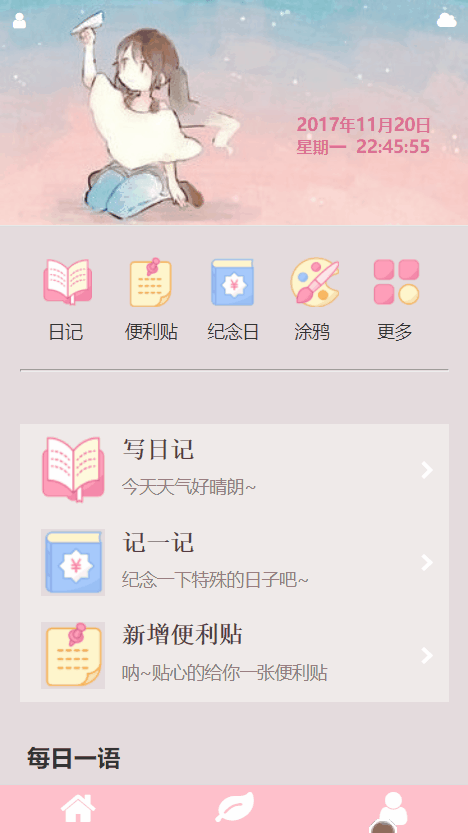 2017年11月20日
星期一 22:45:55
日记 便利贴 纪念日 涂鸦 更多
写日记
今天天气好晴朗~
记一记
纪念一下特殊的日子吧~
新增便利贴
呐~贴心的给你一张便利贴
每日一语